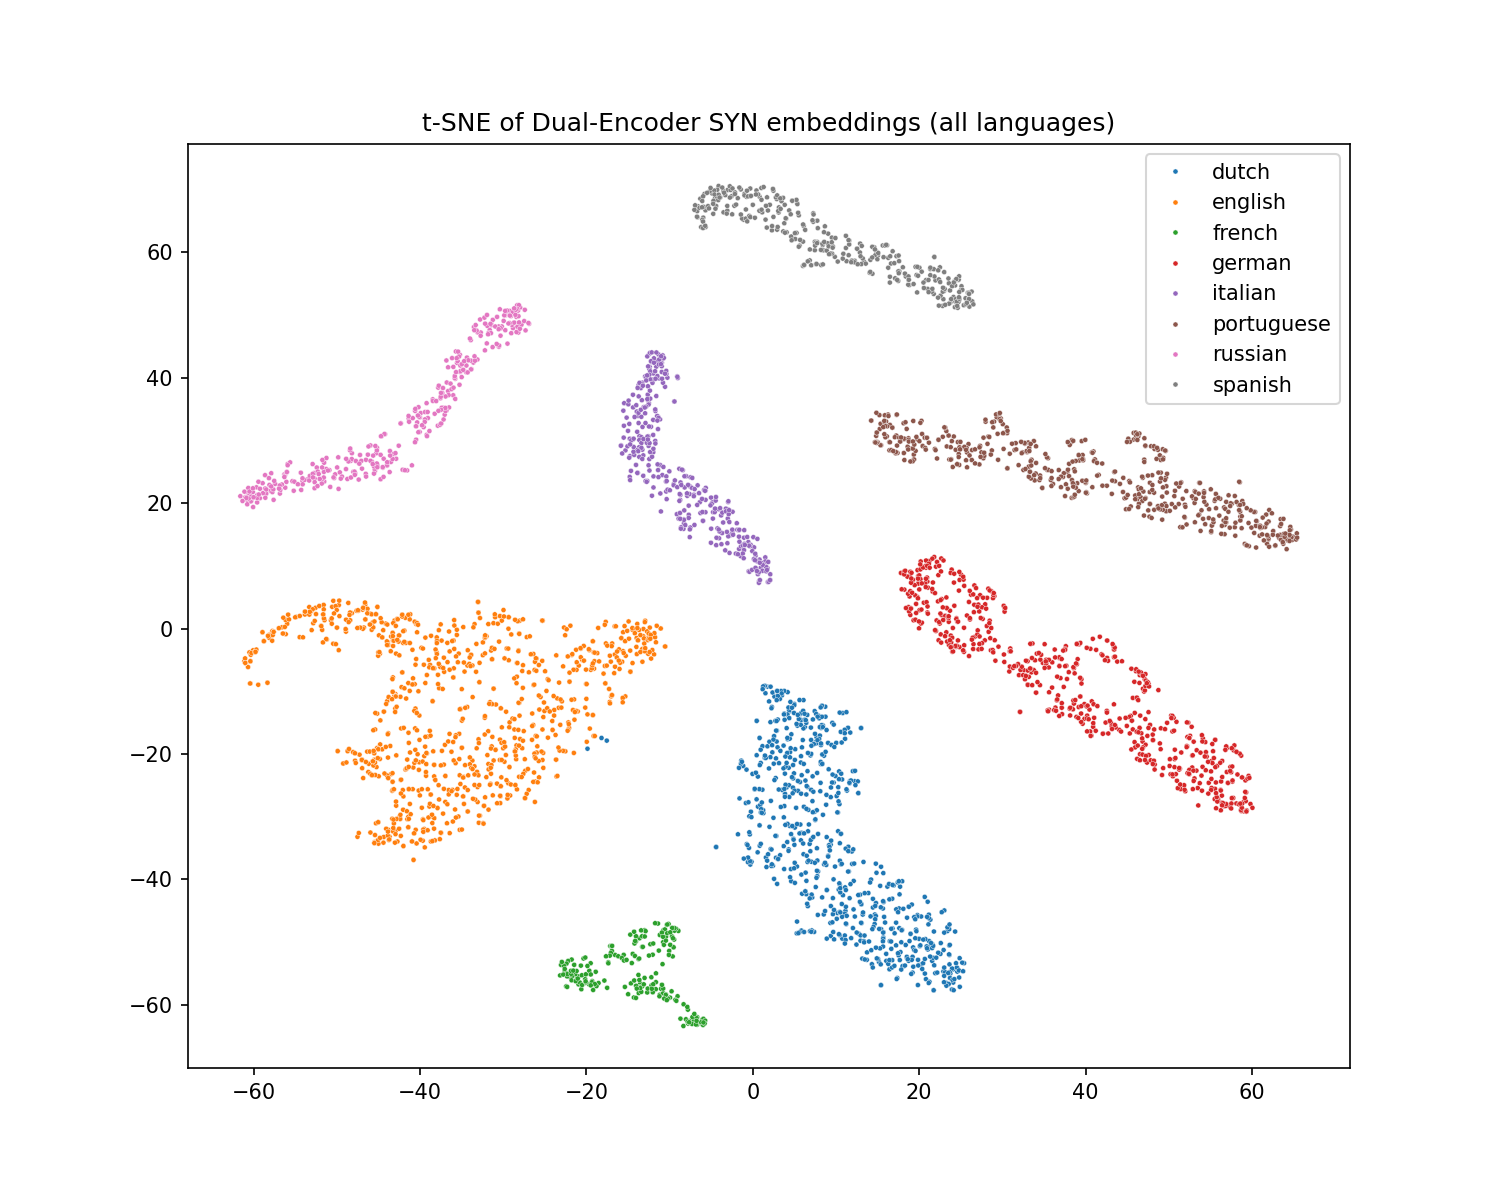 t-SNE of Dual-Encoder SYN embeddings (all languages)
dutch
english
french
german
italian
portuguese
russian
spanish
60
40
20
0
−20
−40
−60
−60
−40
−20
0
20
40
60